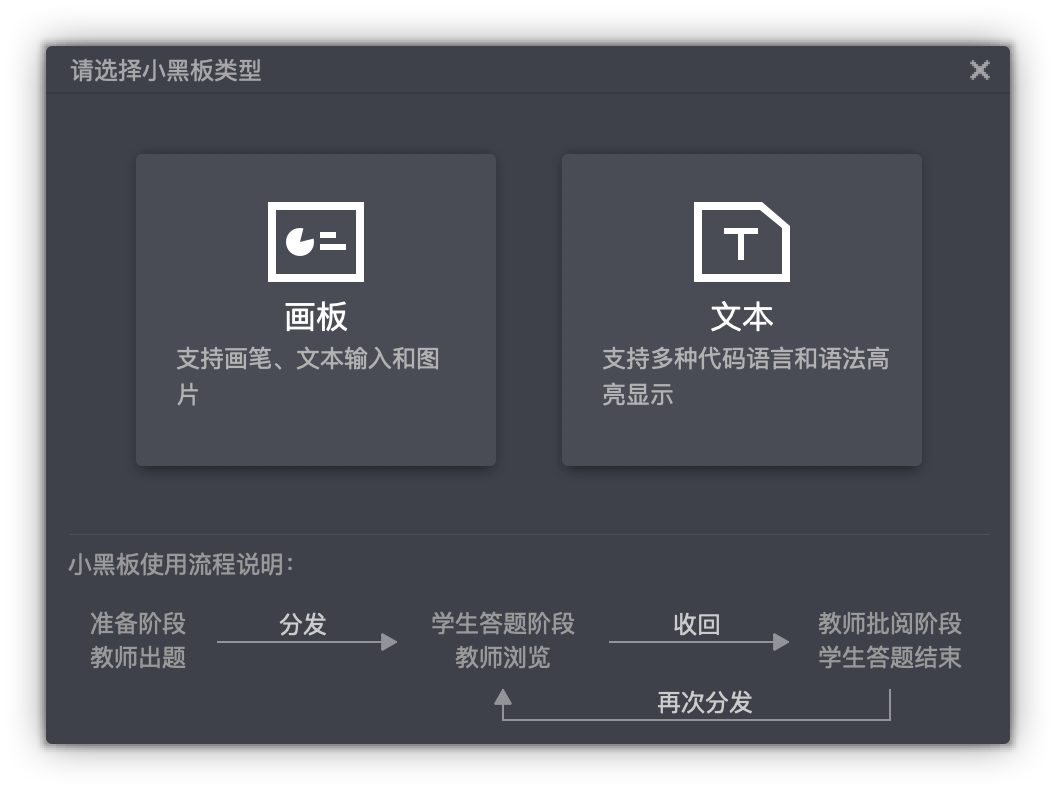 请选择小黑板类型
画板
支持画笔、文本输入和图
片
文本
支持多种代码语言和语法高
亮显示
小黑板使用流程说明：
准备阶段
教师出题
分发
学生答题阶段
教师浏览
收回
教师批阅阶段
学生答题结束
再次分发